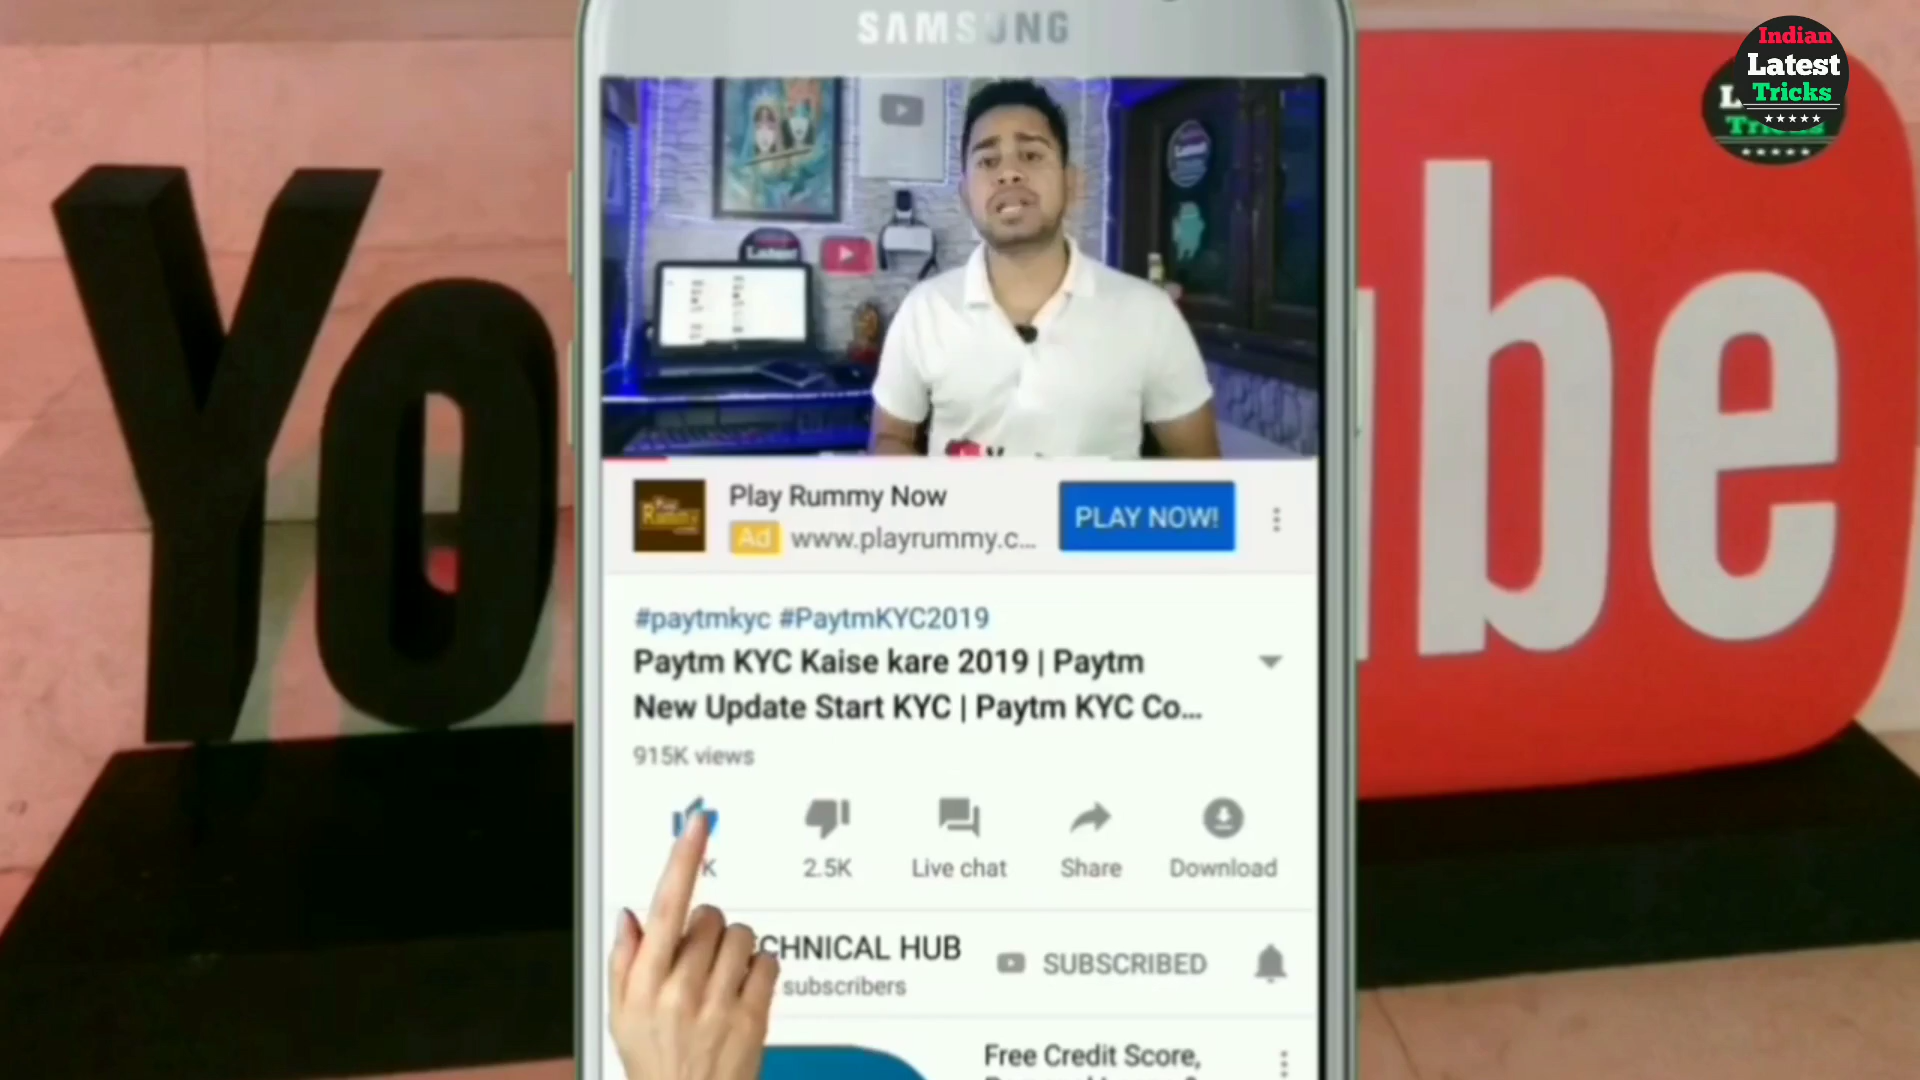 SAMSUNG
Indian
Latest
Tricks
Play Rummy Now
PLAY NOW!
Ad www.playrummy.c...
#paytmkyc #PaytmKYC2019
Paytm KYC Kaise kare 2019 | Paytm
New Update Start KYC | Paytm KYC Co...
915K views
K
2.5K
Live chat
Share
Download
CHNICAL HUB
SUBSCRIBED
subscribers
Free Credit Score,
Yo
be